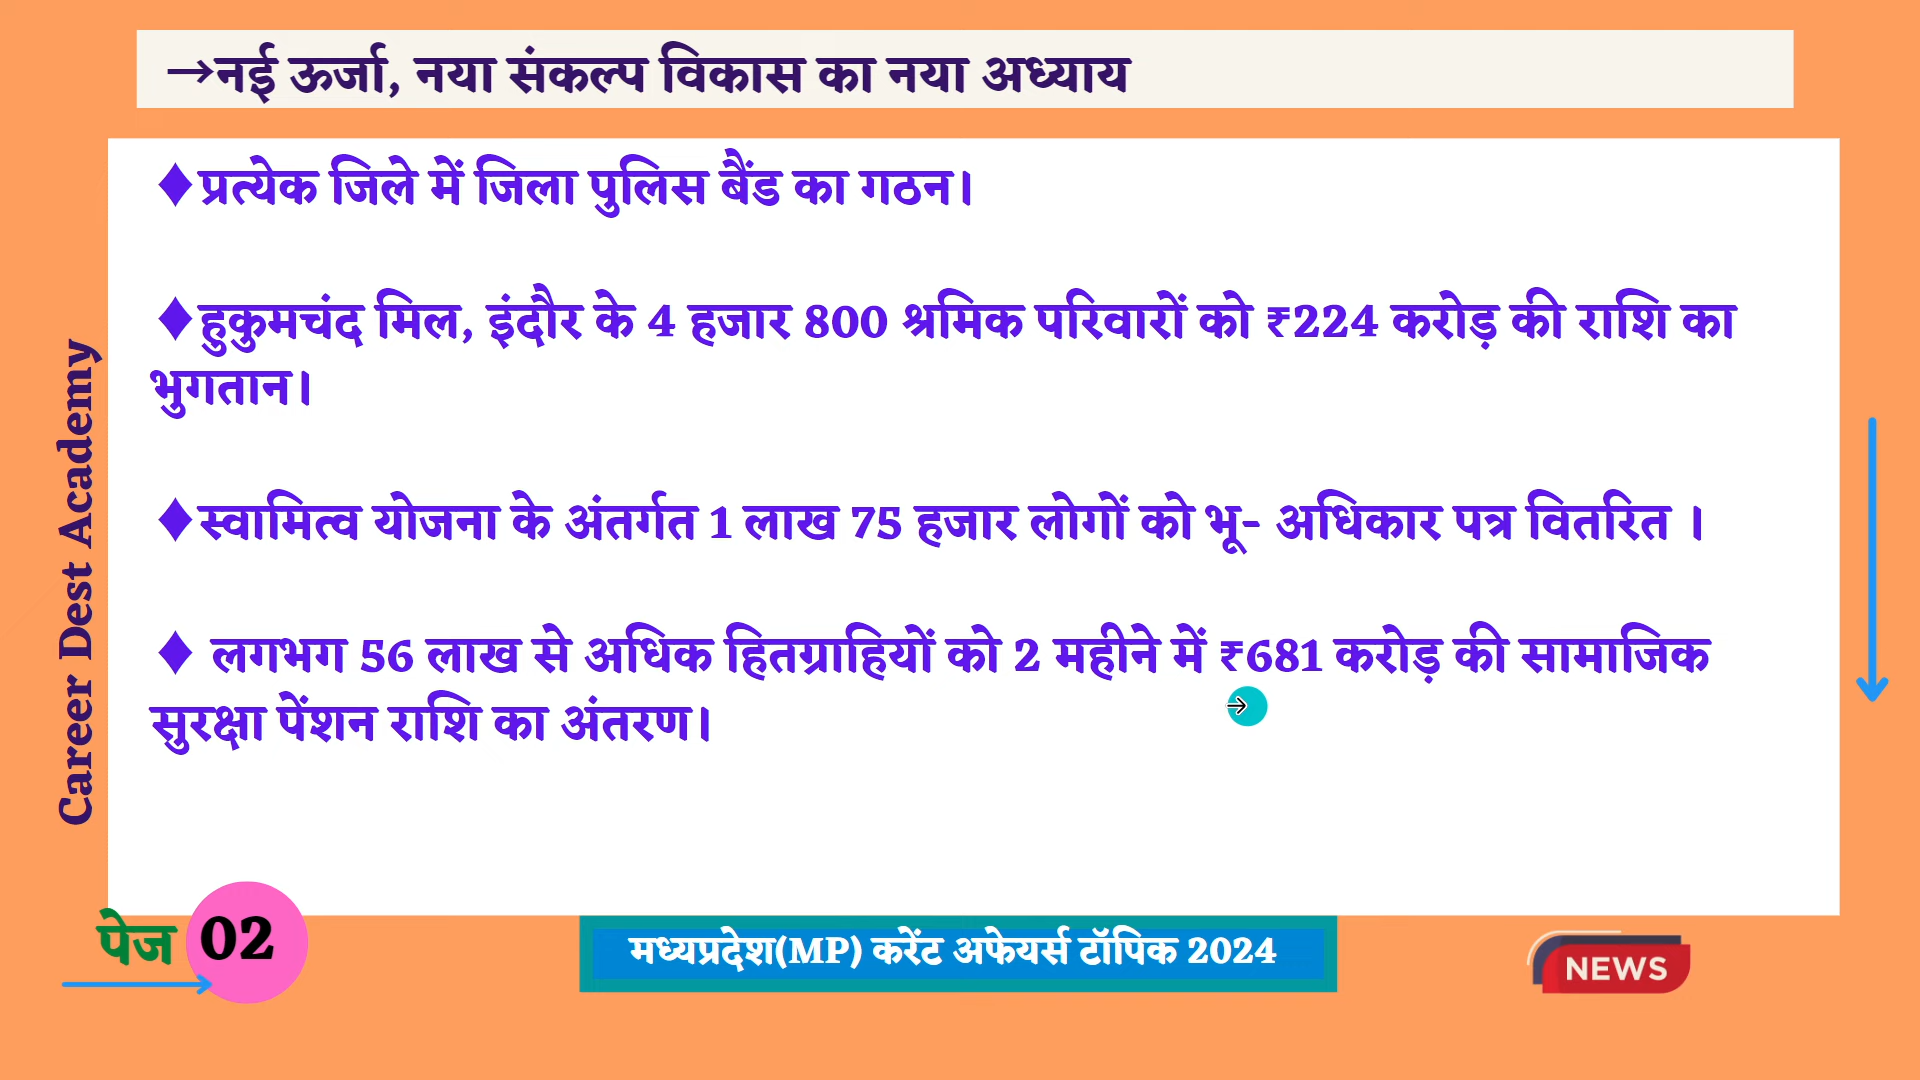 →नई ऊर्जा, नया संकल्प विकास का नया अध्याय
♦प्रत्येक जिले में जिला पुलिस बैंड का गठन।
♦हुकुमचंद मिल, इंदौर के 4 हजार 800 श्रमिक परिवारों को ₹224 करोड़ की राशि का
भुगतान।
♦स्वामित्व योजना के अंतर्गत 1 लाख 75 हजार लोगों को भू- अधिकार पत्र वितरित ।
♦ लगभग 56 लाख से अधिक हितग्राहियों को 2 महीने में ₹681 करोड़ की सामाजिक
सुरक्षा पेंशन राशि का अंतरण।
Career Dest Academy
पेज 02
मध्यप्रदेश(MP) करेंट अफेयर्स टॉपिक 2024
NEWS